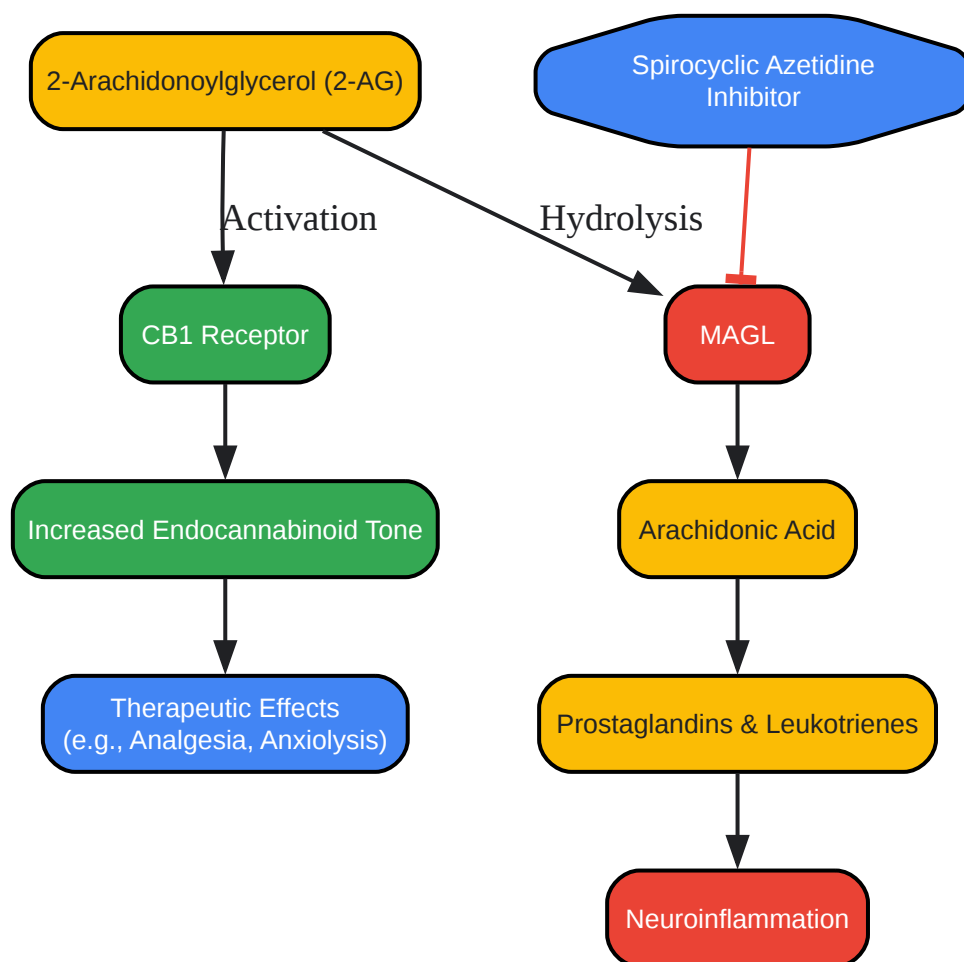 2-Arachidonoylglycerol (2-AG)
Spirocyclic Azetidine
Inhibitor
Activation
Hydrolysis
CB1 Receptor
MAGL
Increased Endocannabinoid Tone
Arachidonic Acid
Therapeutic Effects
(e.g., Analgesia, Anxiolysis)
Prostaglandins & Leukotrienes
Neuroinflammation